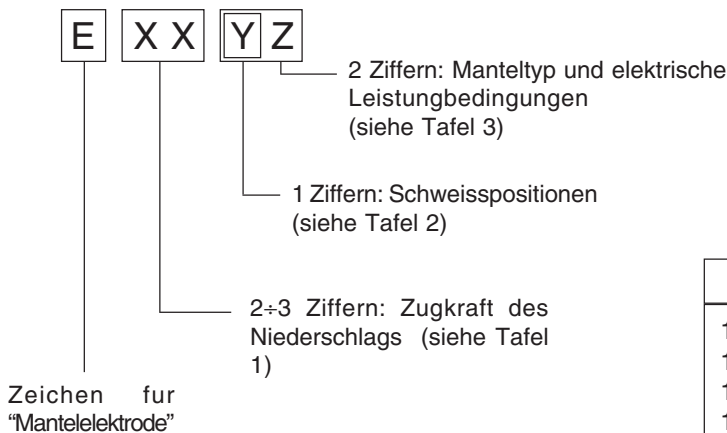 E XX YZ
2 Ziffern: Manteltyp und elektrische
Leistungbedingungen
(siehe Tafel 3)
1 Ziffern: Schweisspositionen
(siehe Tafel 2)
2÷3 Ziffern: Zugkraft des
Niederschlags (siehe Tafel
1)
Zeichen fur
“Mantelelektrode”